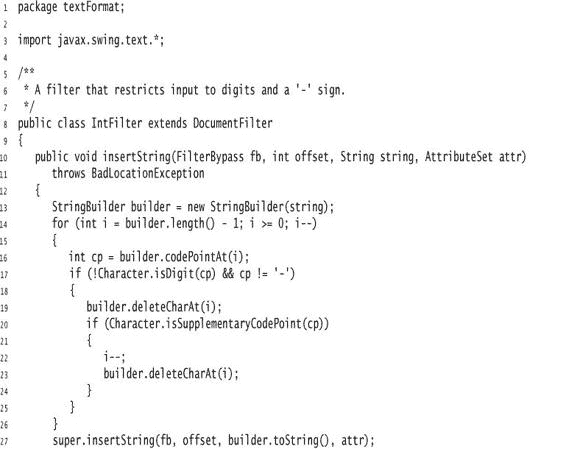 1 package textFormat;
2
3 import javax.swing.text.*;
4
5 /**
6  * A filter that restricts input to digits and a '-' sign.
7  */
8 public class IntFilter extends DocumentFilter
9 {
10    public void insertString(FilterBypass fb, int offset, String string, AttributeSet attr)
11       throws BadLocationException
12    {
13       StringBuilder builder = new StringBuilder(string);
14       for (int i = builder.length() - 1; i >= 0; i--)
15       {
16          int cp = builder.codePointAt(i);
17          if (!Character.isDigit(cp) && cp != '-')
18          {
19             builder.deleteCharAt(i);
20             if (Character.isSupplementaryCodePoint(cp))
21             {
22                i--;
23                builder.deleteCharAt(i);
24             }
25          }
26       }
27       super.insertString(fb, offset, builder.toString(), attr);